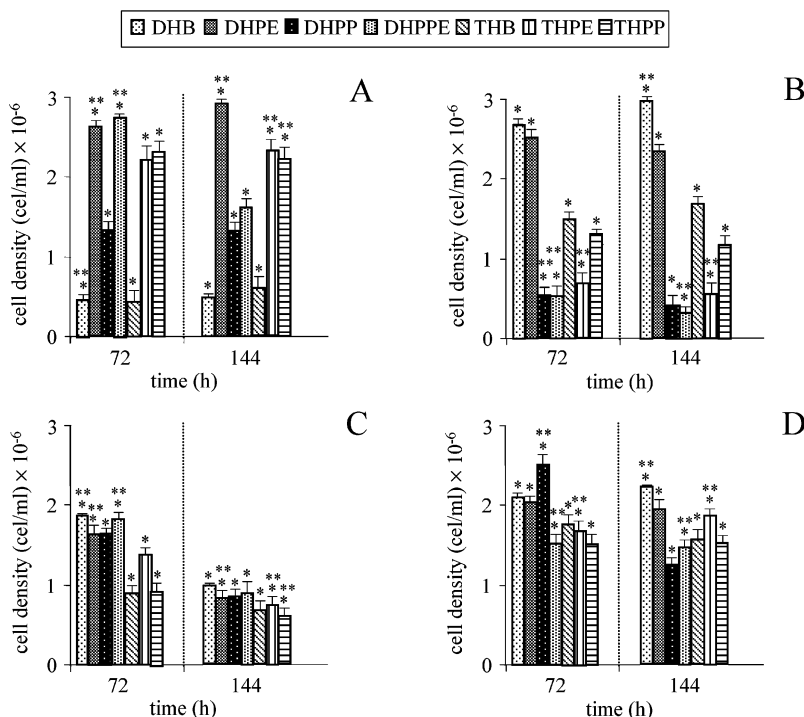 DHB DHPE DHPP DHPPE THB THPE THPP
A
cell density (cel/ml) × 10-6
3
2
1
0
** * ** * * ** * * * *
* ** * * * * ** * ** *
72 144
time (h)
B
cell density (cel/ml) × 10-6
3
2
1
0
* * ** * ** * * ** * *
** * * * ** * * ** * *
72 144
time (h)
C
cell density (cel/ml) × 10-6
3
2
1
0
** * ** * * ** * * * *
* ** * * * * ** * ** *
72 144
time (h)
D
cell density (cel/ml) × 10-6
3
2
1
0
* * ** * ** * * ** * *
** * * * ** * * ** * *
72 144
time (h)